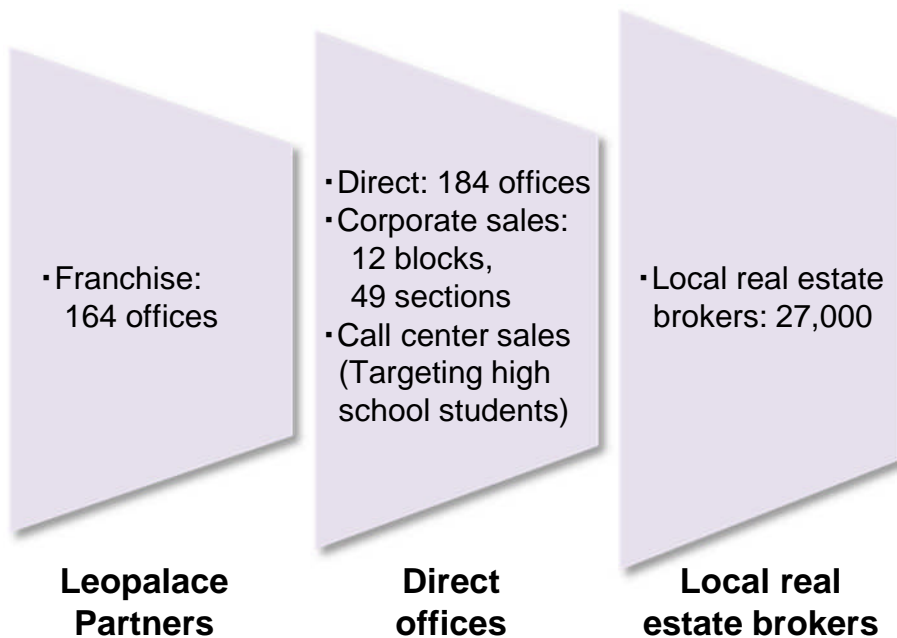 ・Franchise:
164 offices
・Direct: 184 offices
・Corporate sales:
12 blocks,
49 sections
・Call center sales
(Targeting high
school students)
・Local real estate
brokers: 27,000
Leopalace
Partners
Direct
offices
Local real
estate brokers